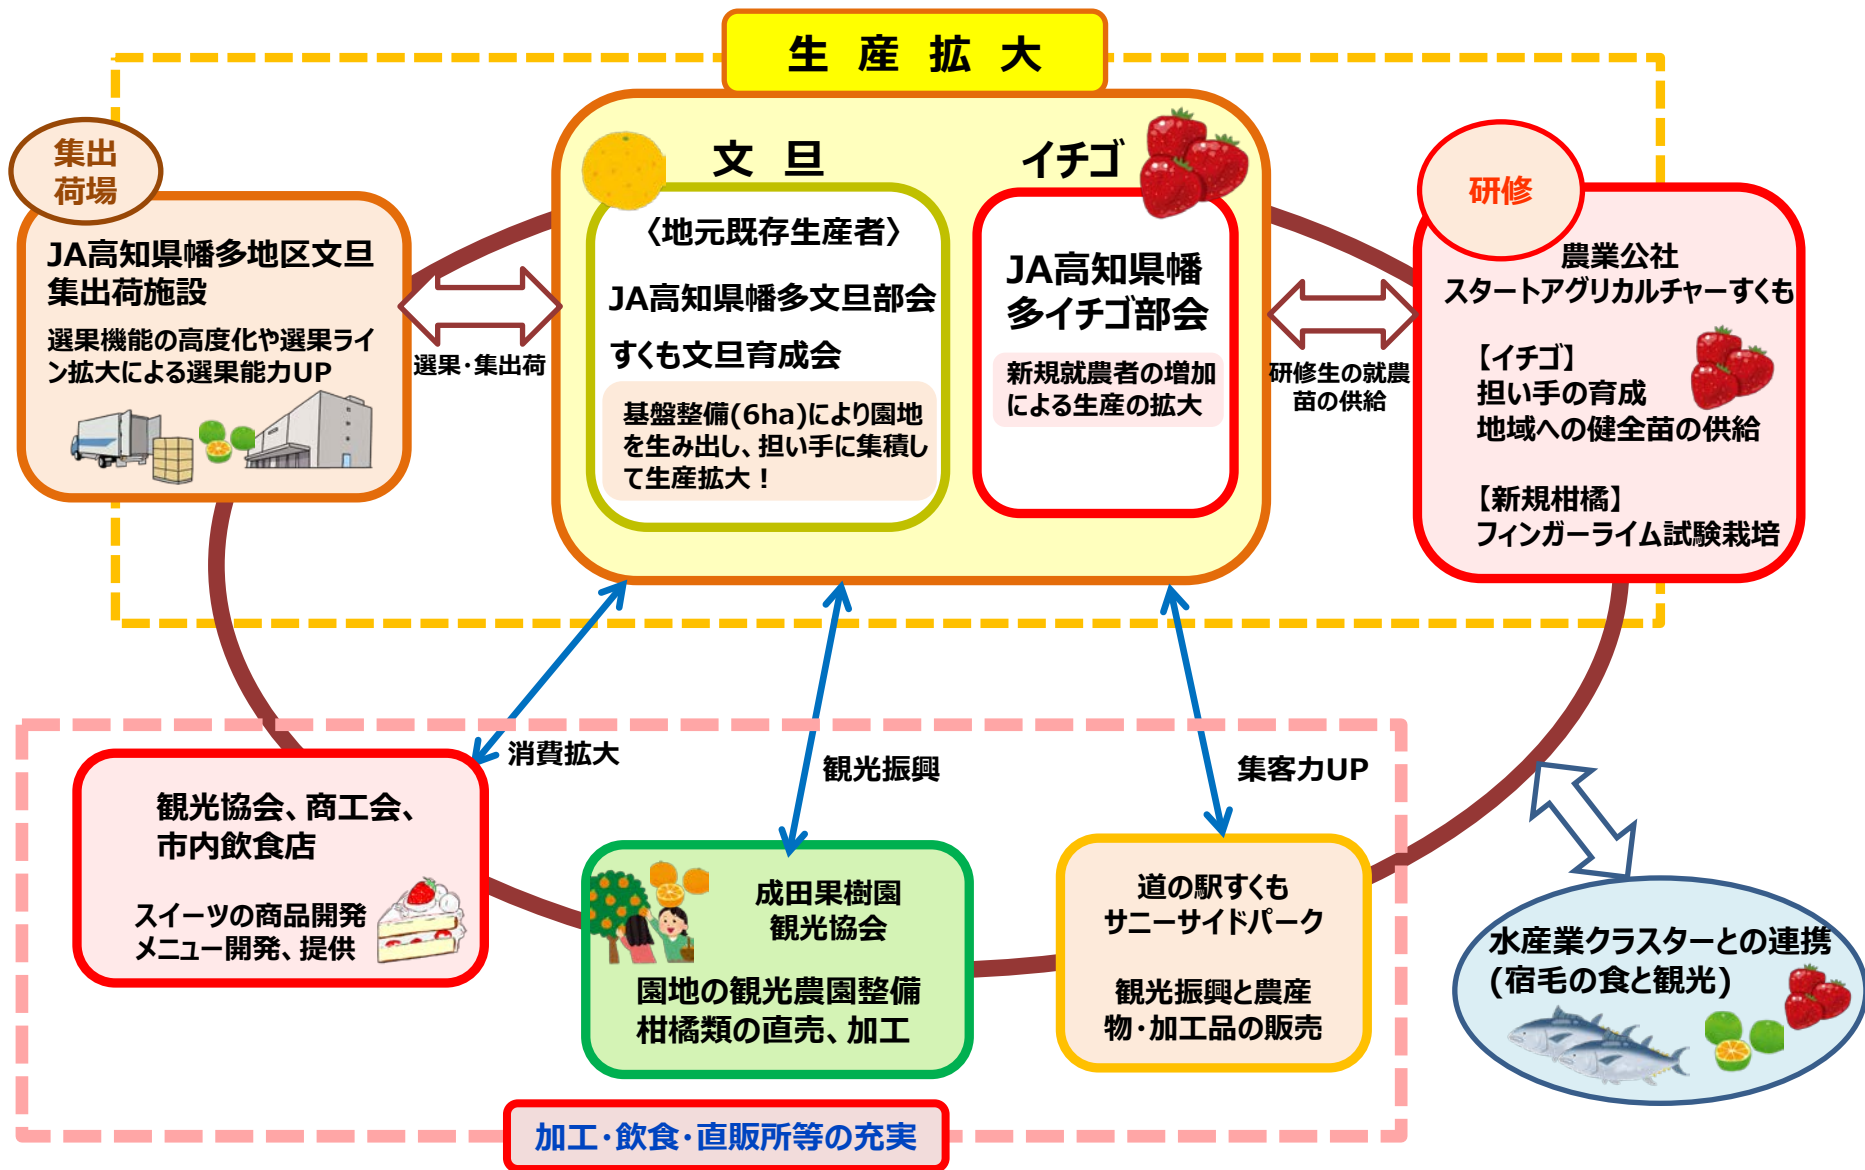 生産拡大
集出
荷場
JA高知県幡多地区文旦
集出荷施設
選果機能の高度化や選果ライ
ン拡大による選果能力UP
選果・集出荷
文旦
〈地元既存生産者〉
JA高知県幡多文旦部会
すくも文旦育成会
基盤整備(6ha)により園地
を生み出し、担い手に集積し
て生産拡大！
イチゴ
JA高知県幡
多イチゴ部会
新規就農者の増加
による生産の拡大
研修生の就農
苗の供給
研修
農業公社
スタートアグリカルチャーすくも
【イチゴ】
担い手の育成
地域への健全苗の供給
【新規柑橘】
フィンガーライム試験栽培
消費拡大
観光振興
集客力UP
観光協会、商工会、
市内飲食店
スイーツの商品開発
メニュー開発、提供
成田果樹園
観光協会
園地の観光農園整備
柑橘類の直売、加工
道の駅すくも
サニーサイドパーク
観光振興と農産
物・加工品の販売
水産業クラスターとの連携
(宿毛の食と観光)
加工・飲食・直販所等の充実